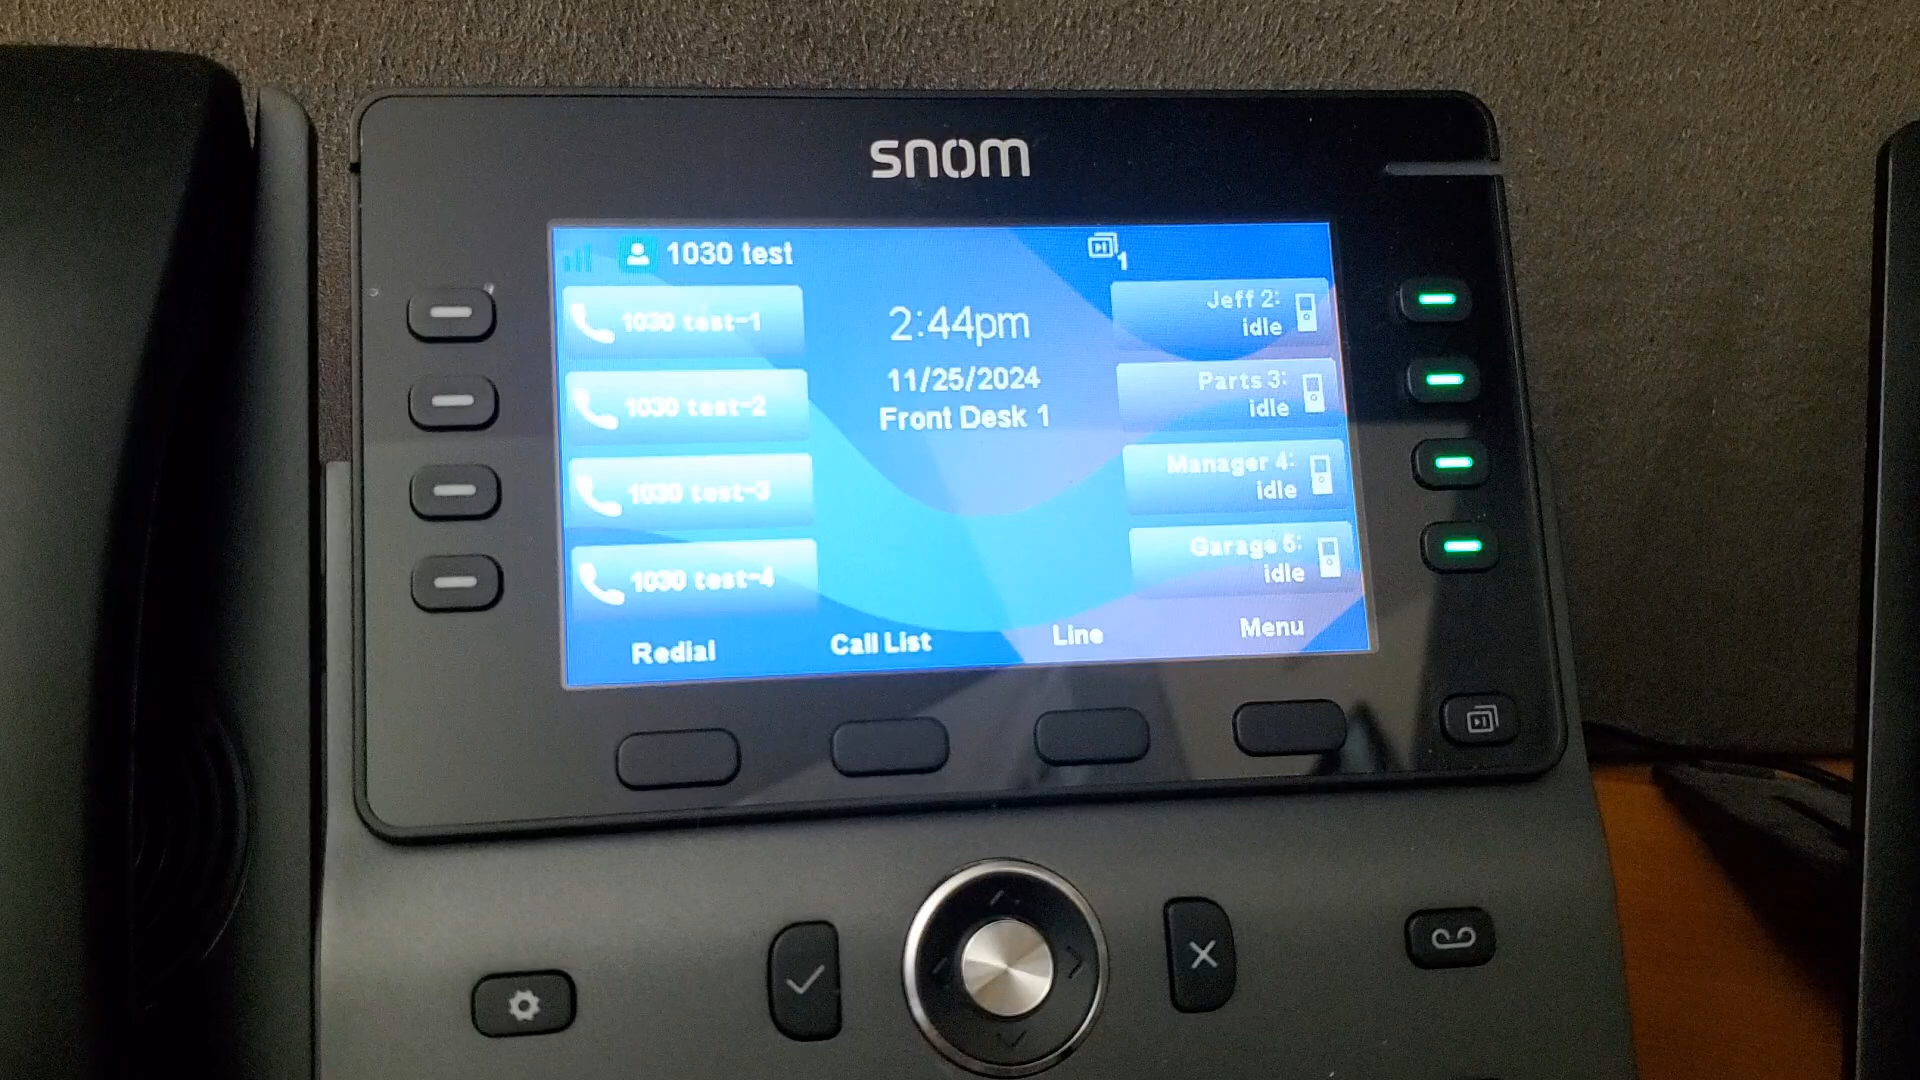 snom
1030 test
1
1030 test-1
1030 test-2
1030 test-3
1030 test-4
2:44pm
11/25/2024
Front Desk 1
Jeff 2:
idle
Parts 3:
idle
Manager 4:
idle
Garage 5:
idle
Redial
Call List
Line
Menu